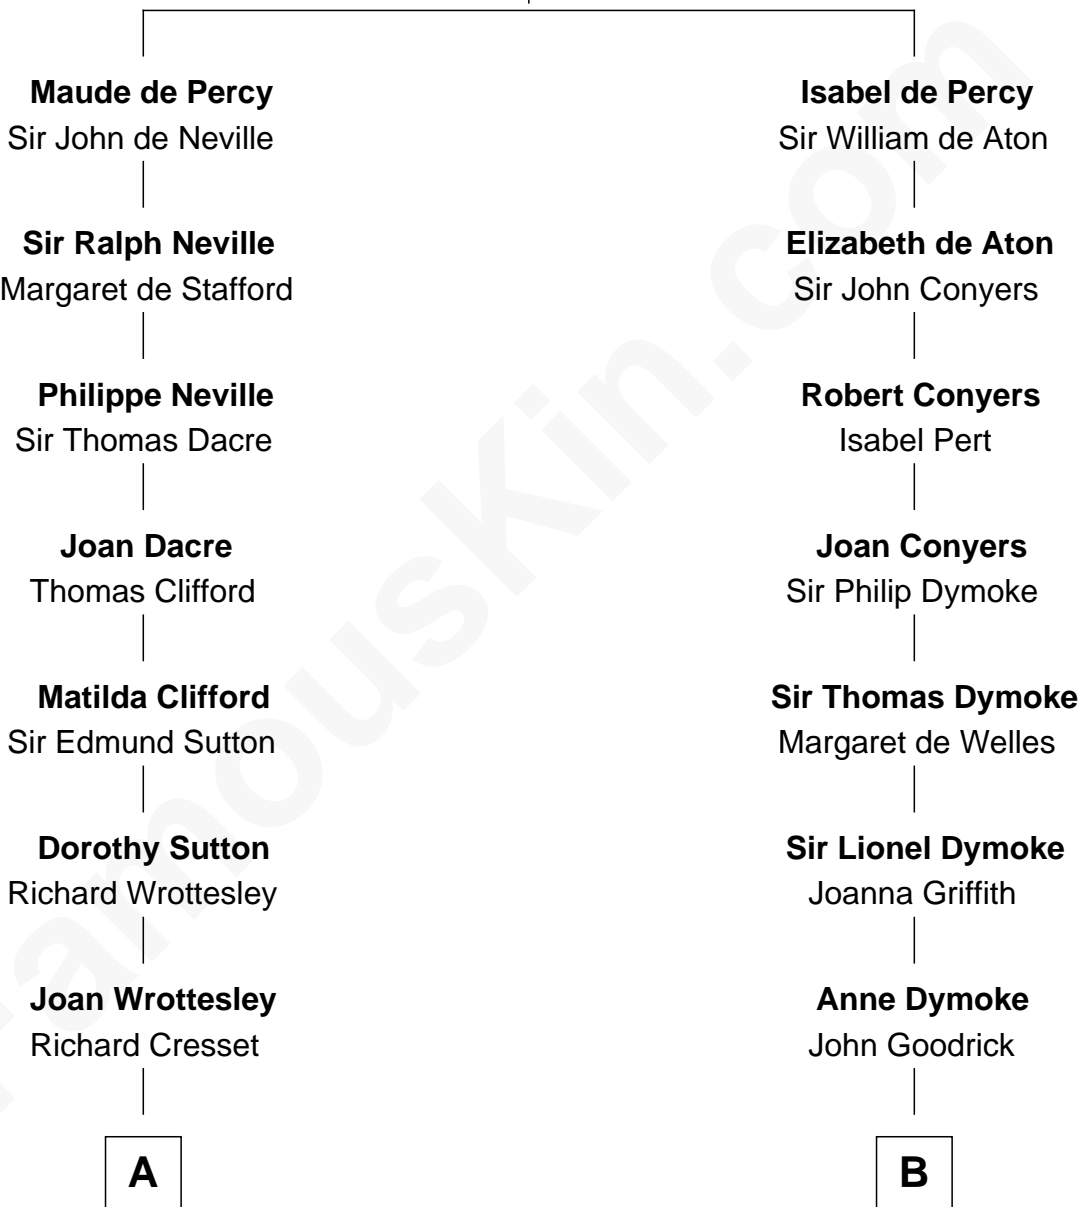 Maude de Percy
Sir John de Neville
Sir Ralph Neville
Margaret de Stafford
Philippe Neville
Sir Thomas Dacre
Joan Dacre
Thomas Clifford
Matilda Clifford
Sir Edmund Sutton
Dorothy Sutton
Richard Wrottesley
Joan Wrottesley
Richard Cresset
A
Isabel de Percy
Sir William de Aton
Elizabeth de Aton
Sir John Conyers
Robert Conyers
Isabel Pert
Joan Conyers
Sir Philip Dymoke
Sir Thomas Dymoke
Margaret de Welles
Sir Lionel Dymoke
Joanna Griffith
Anne Dymoke
John Goodrick
B
FamousKin.com